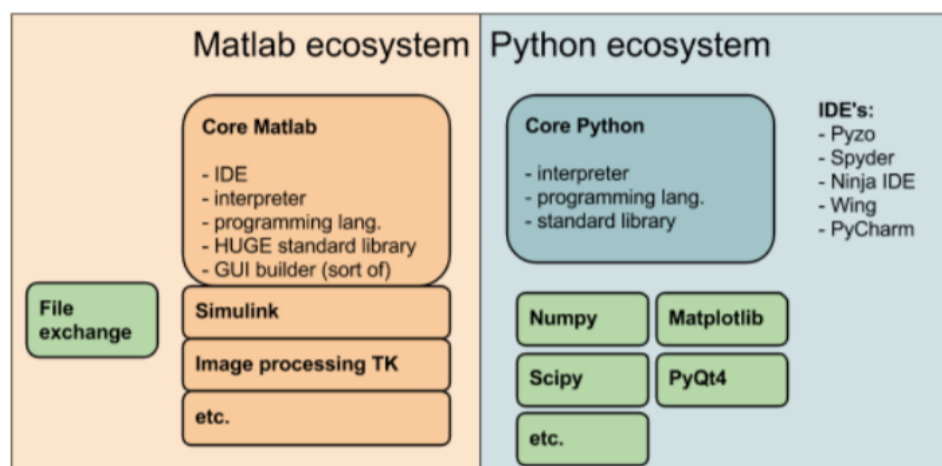 Matlab ecosystem
Core Matlab
- IDE
- interpreter
- programming lang.
- HUGE standard library
- GUI builder (sort of)
File
exchange
Simulink
Image processing TK
etc.
Python ecosystem
Core Python
- interpreter
- programming lang.
- standard library
IDE's:
- Pyzo
- Spyder
- Ninja IDE
- Wing
- PyCharm
Numpy
Matplotlib
Scipy
PyQt4
etc.